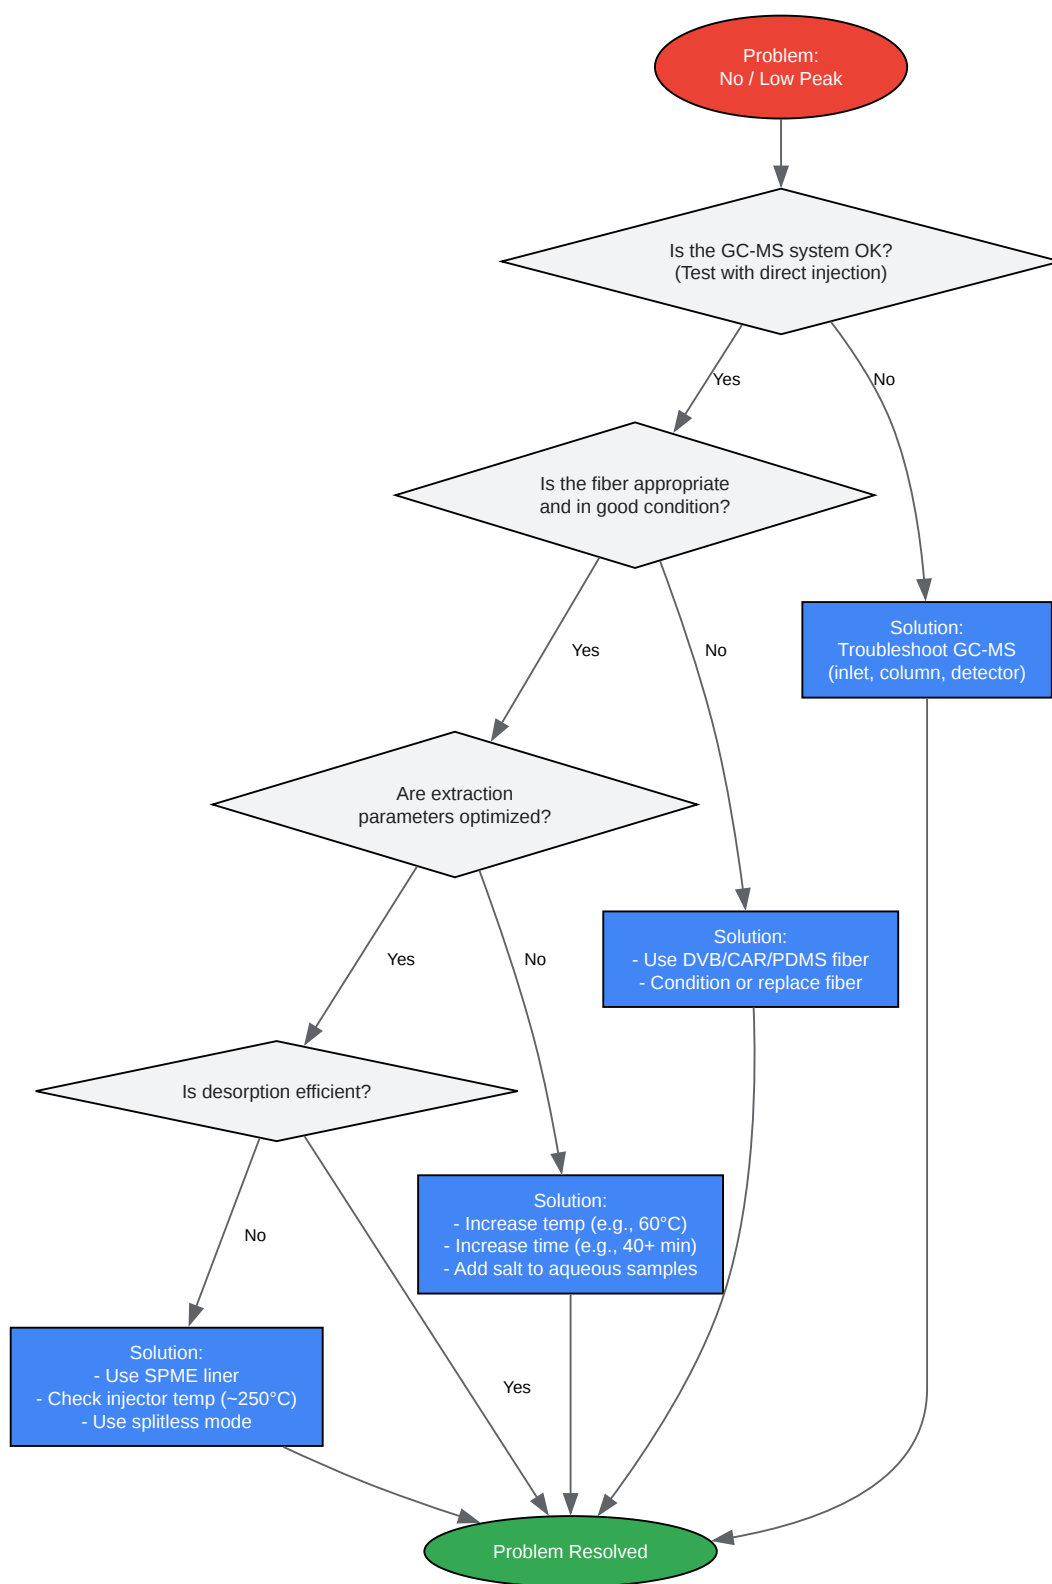 Problem:
No / Low Peak
Is the GC-MS system OK?
(Test with direct injection)
Yes
No
Is the fiber appropriate
and in good condition?
Solution:
Troubleshoot GC-MS
(inlet, column, detector)
Yes
No
Are extraction
parameters optimized?
Solution:
- Use DVB/CAR/PDMS fiber
- Condition or replace fiber
Yes
No
Is desorption efficient?
Solution:
- Increase temp (e.g., 60°C)
- Increase time (e.g., 40+ min)
- Add salt to aqueous samples
No
Yes
Solution:
- Use SPME liner
- Check injector temp (~250°C)
- Use splitless mode
Problem Resolved